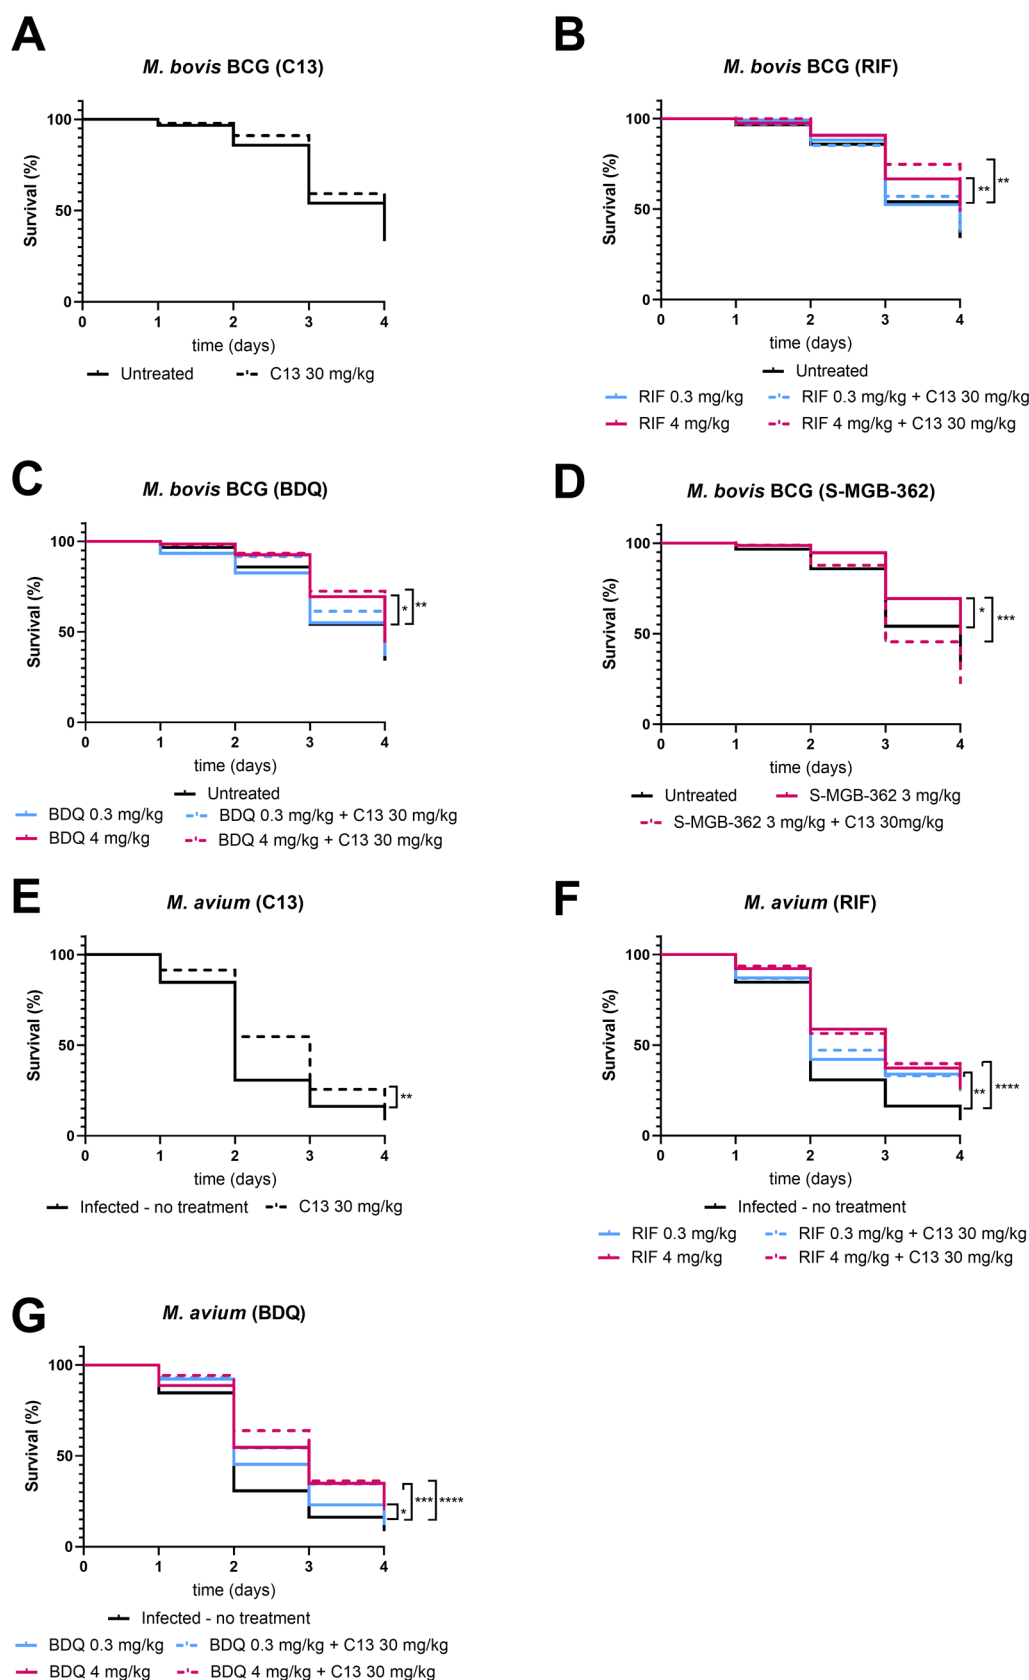 A
M. bovis BCG (C13)
Survival (%)
100
50
0
0 1 2 3 4
time (days)
Untreated C13 30 mg/kg
B
M. bovis BCG (RIF)
Survival (%)
100
50
0
** **
0 1 2 3 4
time (days)
Untreated
RIF 0.3 mg/kg RIF 0.3 mg/kg + C13 30 mg/kg
RIF 4 mg/kg RIF 4 mg/kg + C13 30 mg/kg
C
M. bovis BCG (BDQ)
Survival (%)
100
50
0
* **
0 1 2 3 4
time (days)
Untreated
BDQ 0.3 mg/kg BDQ 0.3 mg/kg + C13 30 mg/kg
BDQ 4 mg/kg BDQ 4 mg/kg + C13 30 mg/kg
D
M. bovis BCG (S-MGB-362)
Survival (%)
100
50
0
* ***
0 1 2 3 4
time (days)
Untreated S-MGB-362 3 mg/kg
S-MGB-362 3 mg/kg + C13 30mg/kg
E
M. avium (C13)
Survival (%)
100
50
0
**
0 1 2 3 4
time (days)
Infected - no treatment C13 30 mg/kg
F
M. avium (RIF)
Survival (%)
100
50
0
** ****
0 1 2 3 4
time (days)
Infected - no treatment
RIF 0.3 mg/kg RIF 0.3 mg/kg + C13 30 mg/kg
RIF 4 mg/kg RIF 4 mg/kg + C13 30 mg/kg
G
M. avium (BDQ)
Survival (%)
100
50
0
* *** ****
0 1 2 3 4
time (days)
Infected - no treatment
BDQ 0.3 mg/kg BDQ 0.3 mg/kg + C13 30 mg/kg
BDQ 4 mg/kg BDQ 4 mg/kg + C13 30 mg/kg